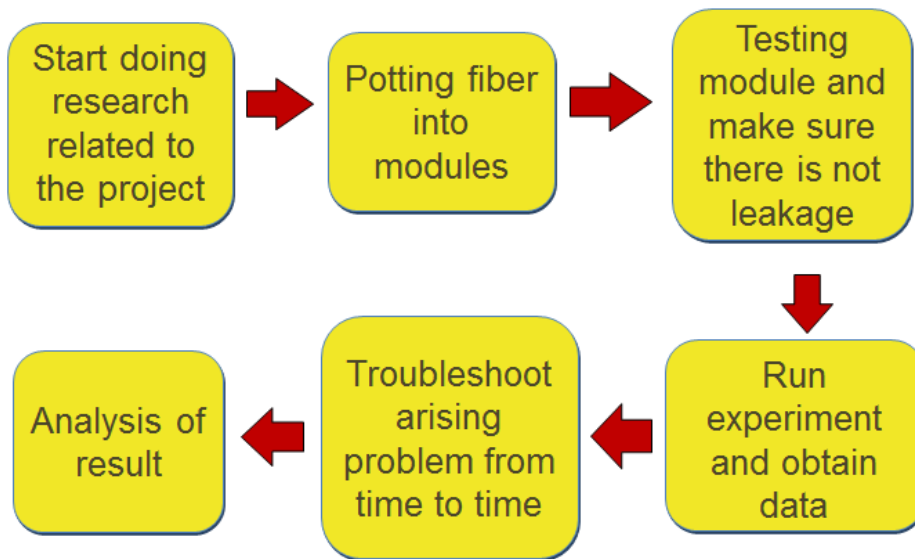 Start doing
research
related to
the project
Potting fiber
into
modules
Testing
module and
make sure
there is not
leakage
Run
experiment
and obtain
data
Troubleshoot
arising
problem from
time to time
Analysis of
result